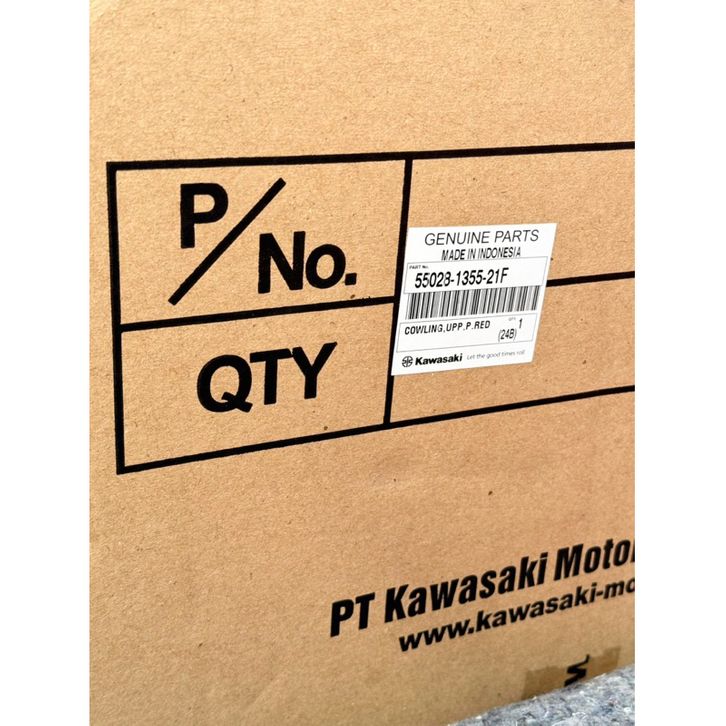 P/No.
GENUINE PARTS
MADE IN INDONESIA
PART No.
55028-1355-21F
COWLING,UPP,P.RED
QTY. 1
(24B)
Kawasaki Let the good times roll
QTY
PT Kawasaki Motor
www.kawasaki-mo